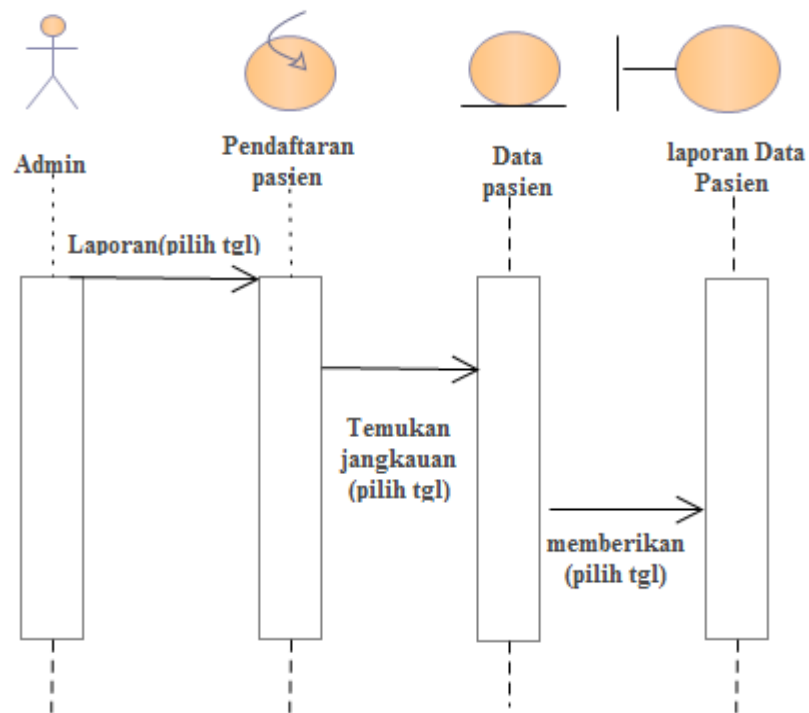 Admin
Pendaftaran
pasien
Data
pasien
laporan Data
Pasien
Laporan(pilih tgl)
Temukan
jangkauan
(pilih tgl)
memberikan
(pilih tgl)